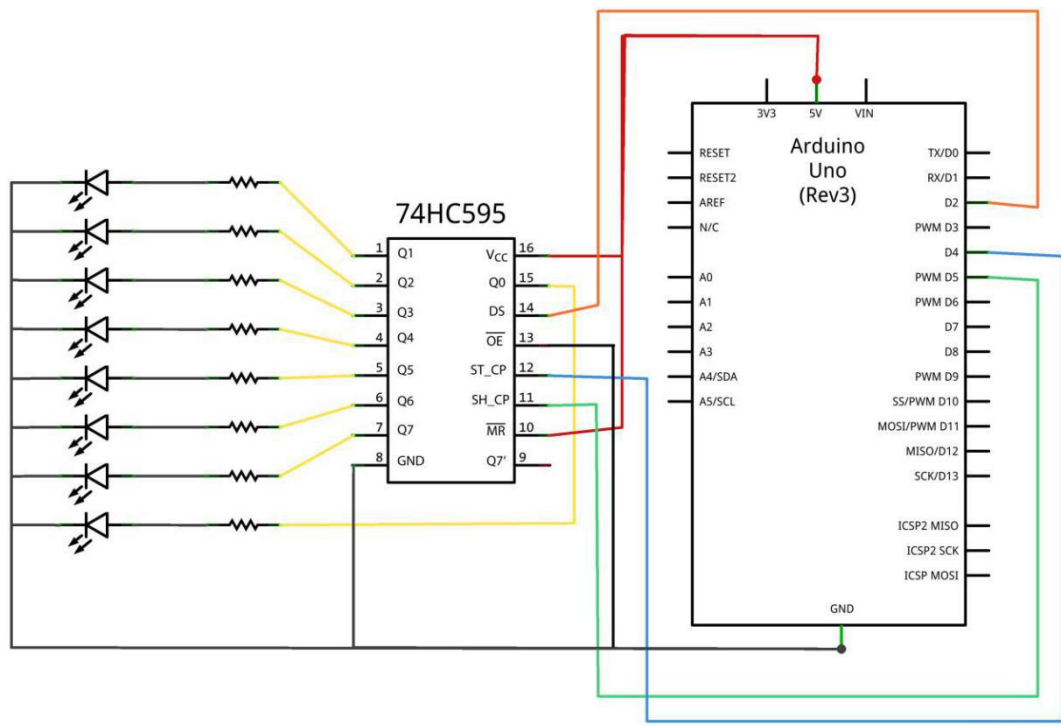 74HC595
1 Q1 VCC 16
2 Q2 Q0 15
3 Q3 DS 14
4 Q4 OE 13
5 Q5 ST_CP 12
6 Q6 SH_CP 11
7 Q7 MR 10
8 GND Q7' 9
3V3 5V VIN
Arduino
Uno
(Rev3)
RESET TX/D0
RESET2 RX/D1
AREF D2
N/C PWM D3
D4
A0 PWM D5
A1 PWM D6
A2 D7
A3 D8
A4/SDA PWM D9
A5/SCL SS/PWM D10
MOSI/PWM D11
MISO/D12
SCK/D13
ICSP2 MISO
ICSP2 SCK
ICSP MOSI
GND